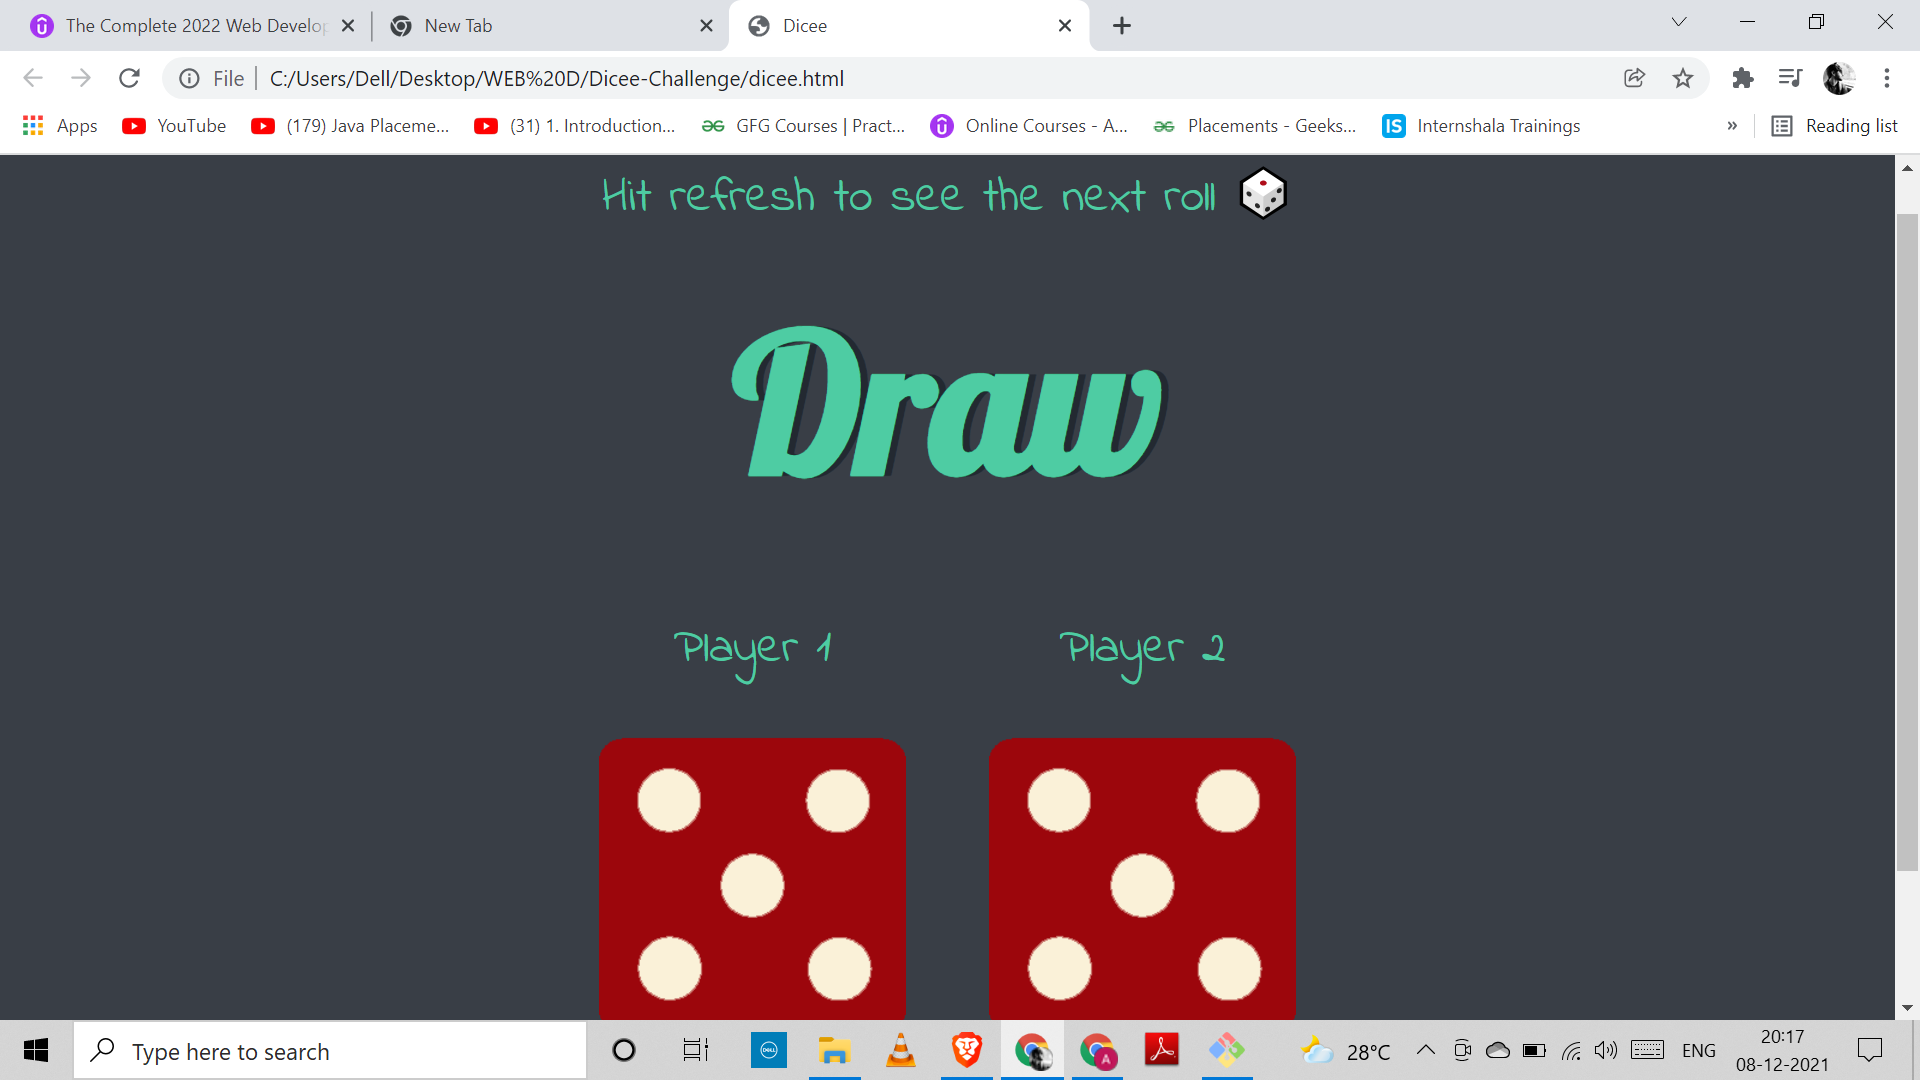 The Complete 2022 Web Develop
New Tab
Dicee
File
C:/Users/Dell/Desktop/WEB%20D/Dicee-Challenge/dicee.html
Apps
YouTube
(179) Java Placeme...
(31) 1. Introduction...
GFG Courses | Pract...
Online Courses - A...
Placements - Geeks...
IS
Internshala Trainings
»
Reading list
Hit refresh to see the next roll
Draw
Player 1
Player 2
Type here to search
DELL
A
28°C
ENG
20:17
08-12-2021